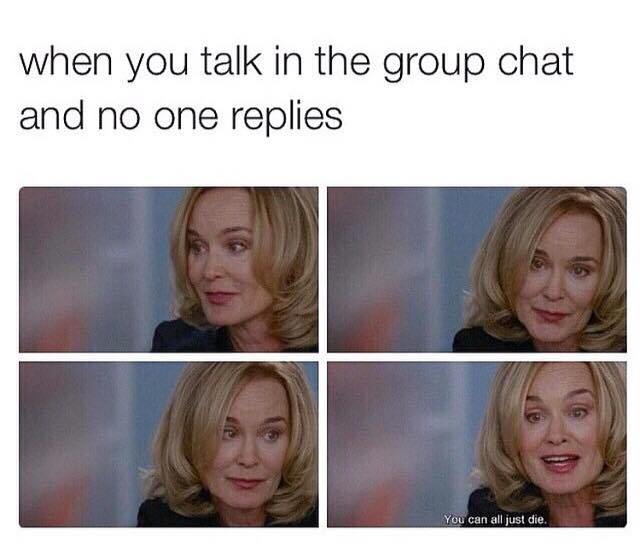 when you talk in the group chat
and no one replies
You can all just die.